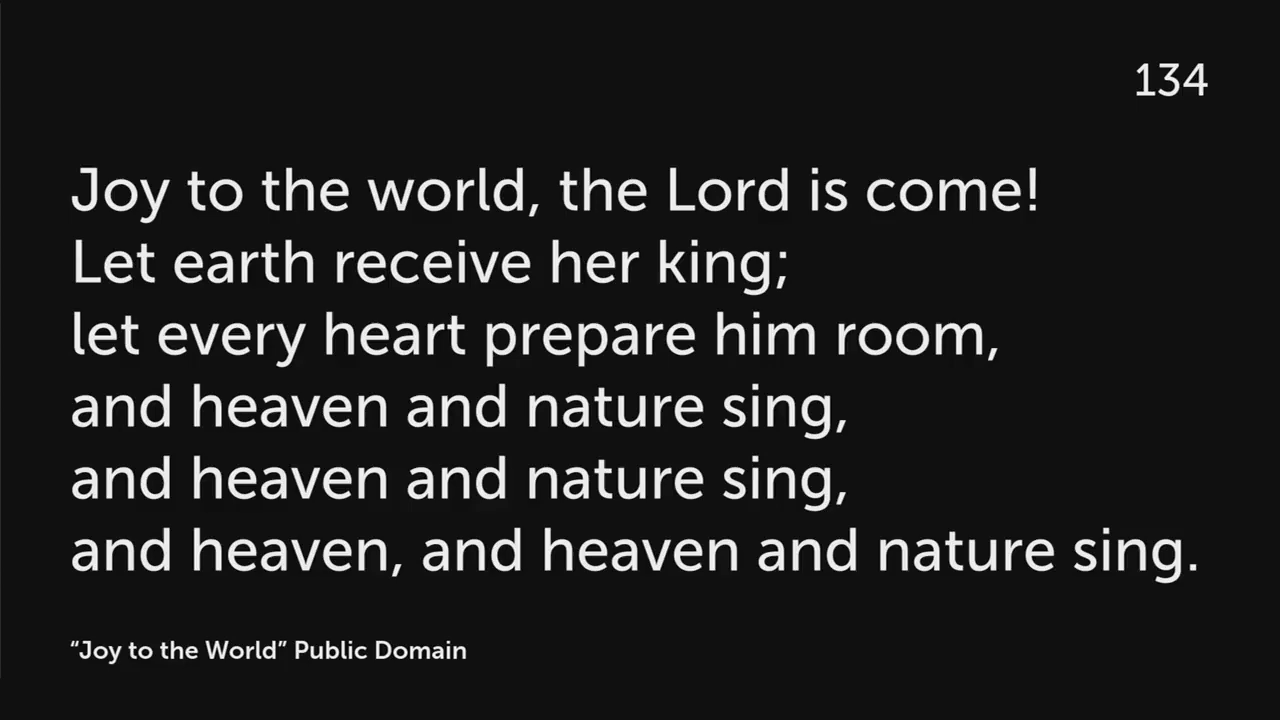 134
Joy to the world, the Lord is come!
Let earth receive her king;
let every heart prepare him room,
and heaven and nature sing,
and heaven and nature sing,
and heaven, and heaven and nature sing.
“Joy to the World” Public Domain